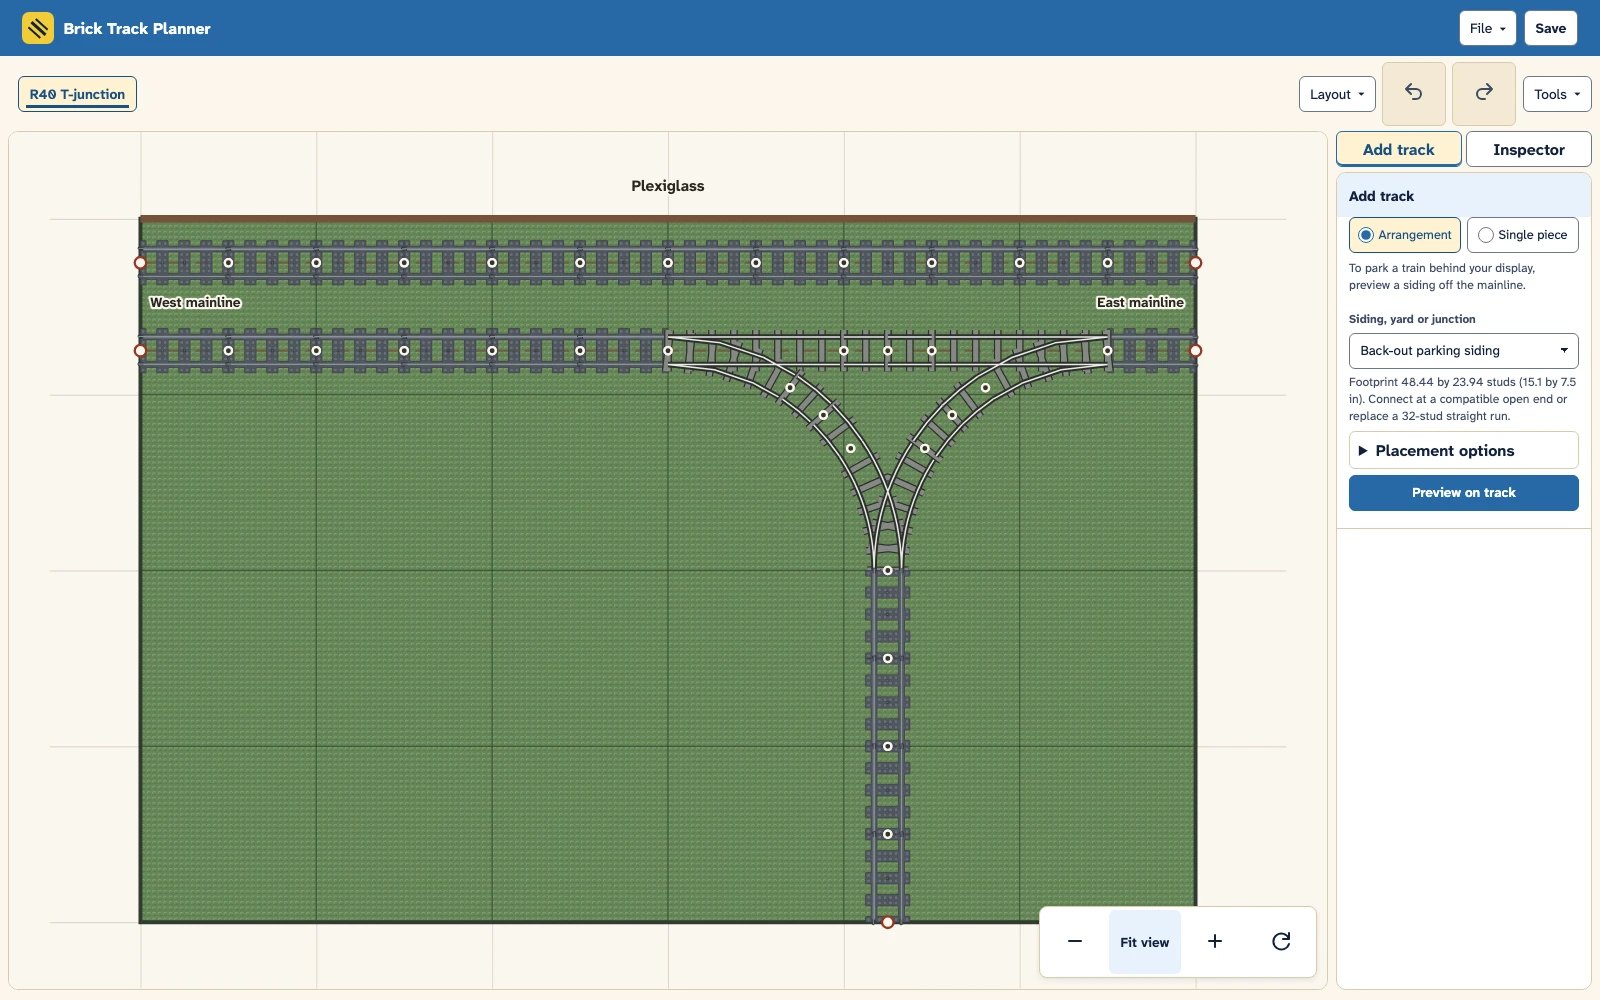 Brick Track Planner
File
Save
R40 T-junction
Layout
Tools
Add track
Inspector
Plexiglass
West mainline
East mainline
Fit view
Add track
Arrangement
Single piece
To park a train behind your display,
preview a siding off the mainline.
Siding, yard or junction
Back-out parking siding
Footprint 48.44 by 23.94 studs (15.1 by 7.5
in). Connect at a compatible open end or
replace a 32-stud straight run.
Placement options
Preview on track